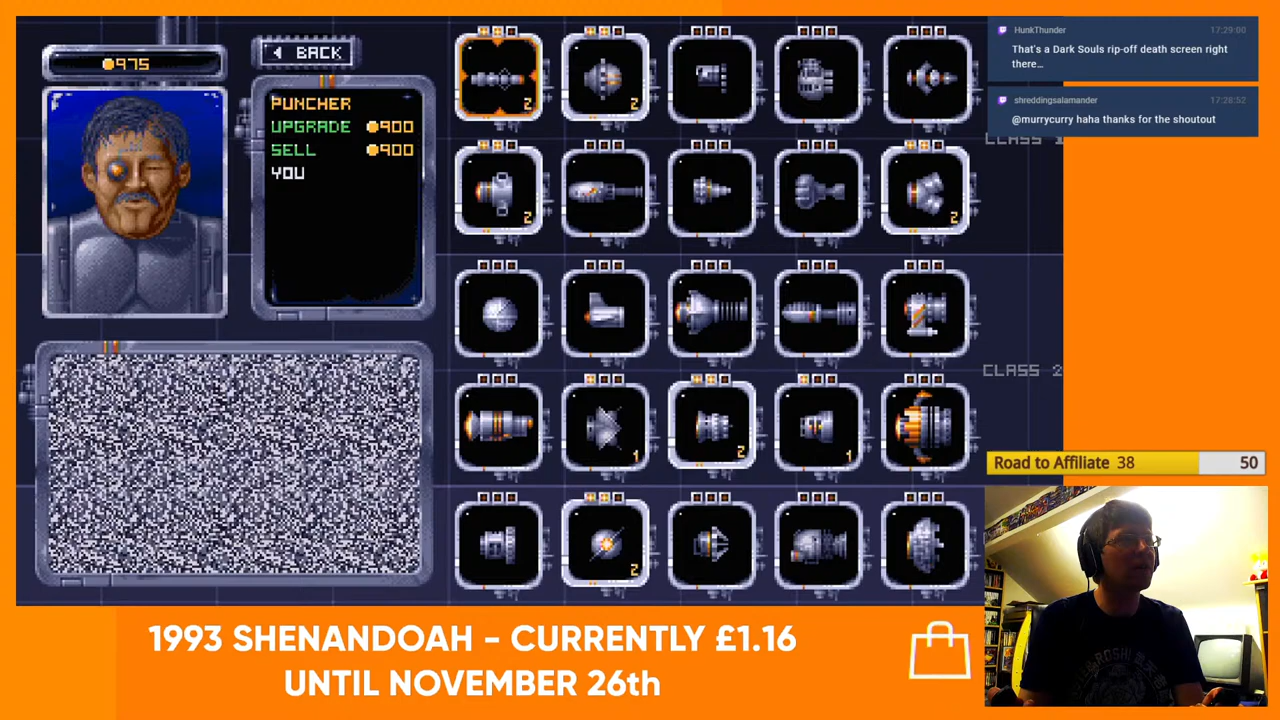 975
BACK
PUNCHER
UPGRADE 900
SELL 900
YOU
2
2
2
2
1
2
1
2
CLASS 1
CLASS 2
HunkThunder 17:29:00
That's a Dark Souls rip-off death screen right
there...
shreddingsalamander 17:28:52
@murrycurry haha thanks for the shoutout
Road to Affiliate 38 50
ROSHI
1993 SHENANDOAH - CURRENTLY £1.16
UNTIL NOVEMBER 26th